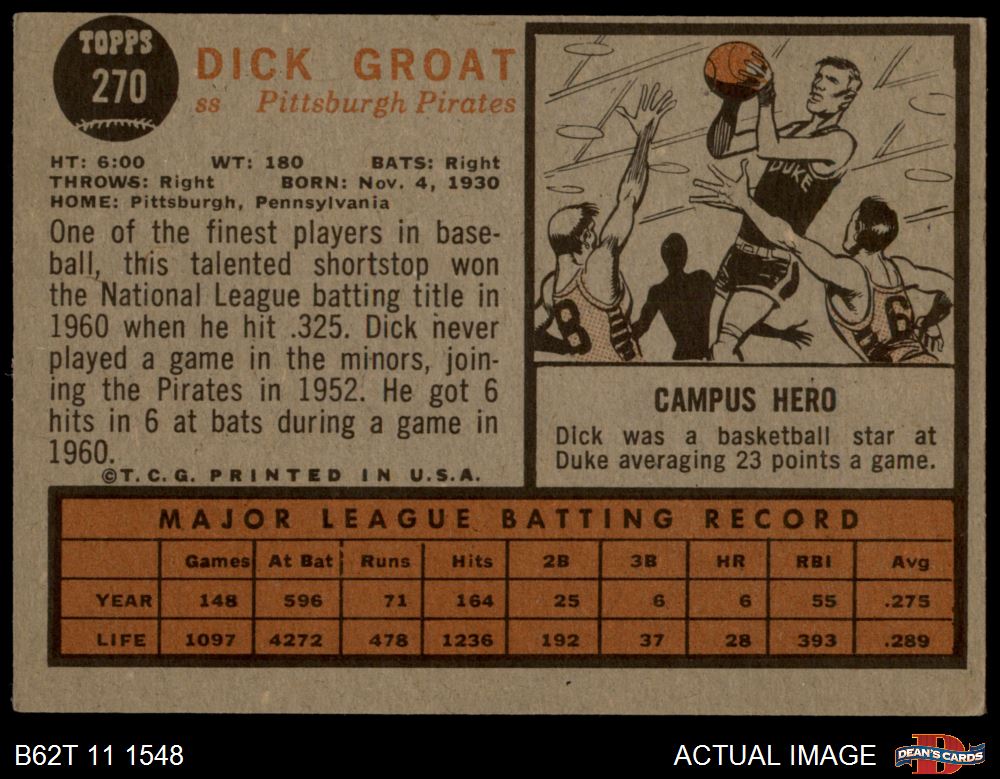 TOPPS
270
DICK GROAT
ss Pittsburgh Pirates
HT: 6:00 WT: 180 BATS: Right
THROWS: Right BORN: Nov. 4, 1930
HOME: Pittsburgh, Pennsylvania
One of the finest players in base-
ball, this talented shortstop won
the National League batting title in
1960 when he hit .325. Dick never
played a game in the minors, join-
ing the Pirates in 1952. He got 6
hits in 6 at bats during a game in
1960.
©T.C.G. PRINTED IN U.S.A.
DUKE
8
6
CAMPUS HERO
Dick was a basketball star at
Duke averaging 23 points a game.
MAJOR LEAGUE BATTING RECORD
Games At Bat Runs Hits 2B 3B HR RBI Avg
YEAR 148 596 71 164 25 6 6 55 .275
LIFE 1097 4272 478 1236 192 37 28 393 .289
B62T 11 1548
ACTUAL IMAGE
D
DEAN'S CARDS